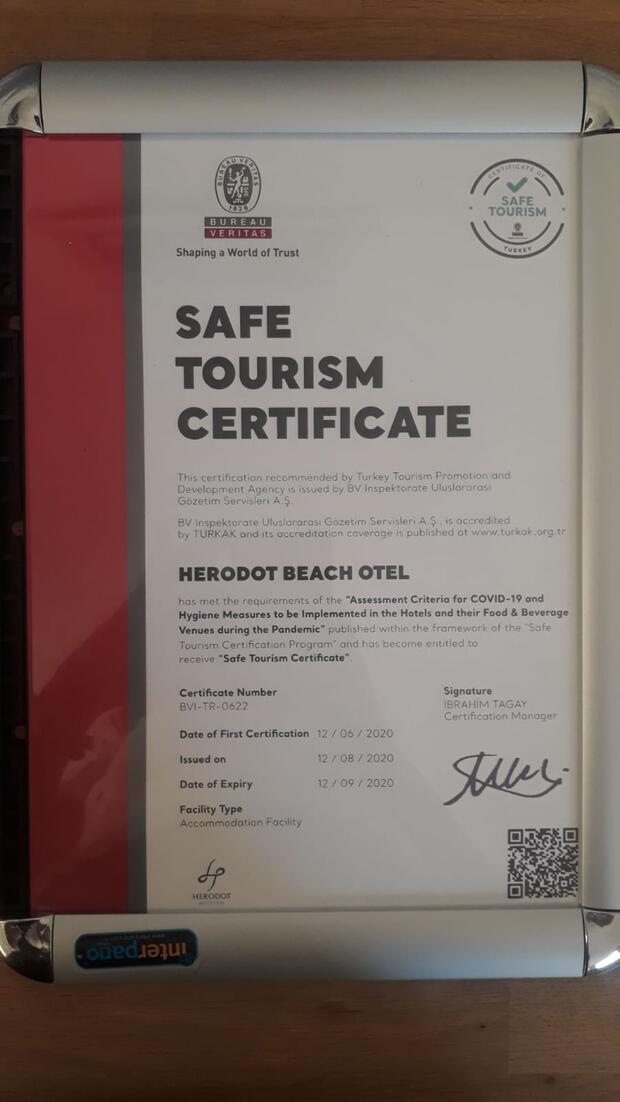 BUREAU VERITAS
1828
BUREAU
VERITAS
Shaping a World of Trust
CERTIFICATE OF
SAFE
TOURISM
TURKEY
SAFE
TOURISM
CERTIFICATE
This certification recommended by Turkey Tourism Promotion and
Development Agency is issued by BV Inspektorate Uluslararası
Gözetim Servisleri A.Ş.
BV Inspektorate Uluslararası Gözetim Servisleri A.Ş., is accredited
by TURKAK and its accreditation coverage is published at www.turkak.org.tr
HERODOT BEACH OTEL
has met the requirements of the "Assessment Criteria for COVID-19 and
Hygiene Measures to be Implemented in the Hotels and their Food & Beverage
Venues during the Pandemic" published within the framework of the "Safe
Tourism Certification Program" and has become entitled to
receive "Safe Tourism Certificate".
Certificate Number
BVI-TR-0622
Signature
İBRAHİM TAGAY
Certification Manager
Date of First Certification 12 / 06 / 2020
Issued on 12 / 08 / 2020
Date of Expiry 12 / 09 / 2020
Facility Type
Accommodation Facility
HERODOT
interpano